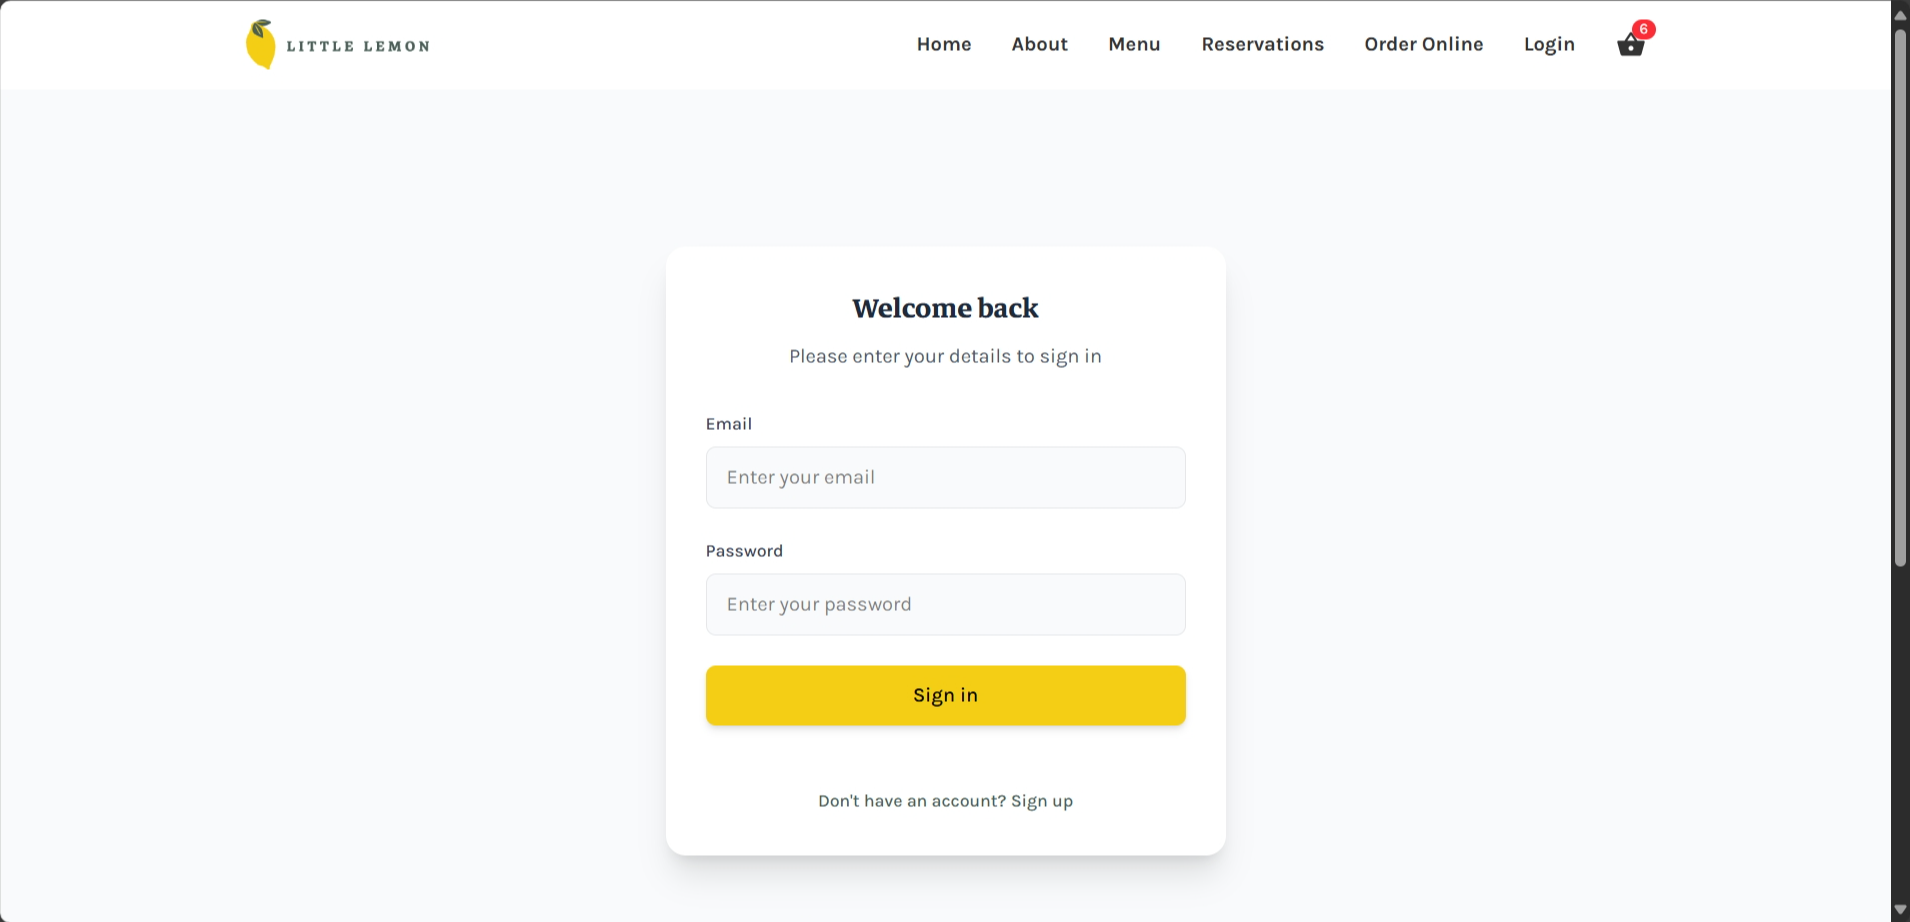 LITTLE LEMON
Home About Menu Reservations Order Online Login 6
Welcome back
Please enter your details to sign in
Email
Enter your email
Password
Enter your password
Sign in
Don't have an account? Sign up